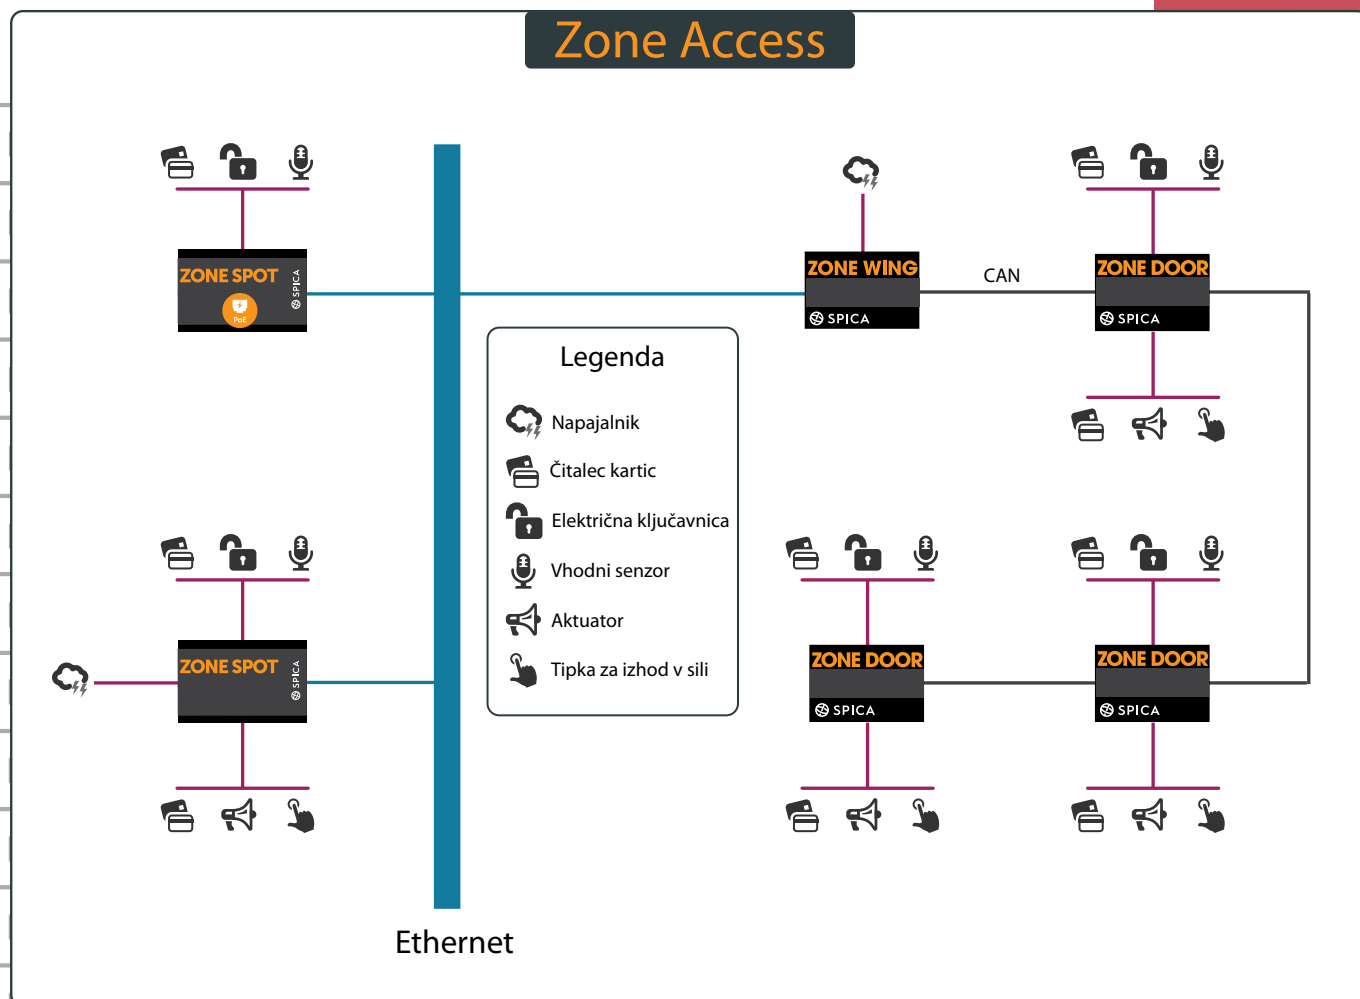 Zone Access
ZONE SPOT
SPICA
PoE
ZONE WING
SPICA
CAN
ZONE DOOR
SPICA
Legenda
Napajalnik
Čitalec kartic
Električna ključavnica
Vhodni senzor
Aktuator
Tipka za izhod v sili
ZONE SPOT
SPICA
ZONE DOOR
SPICA
ZONE DOOR
SPICA
Ethernet